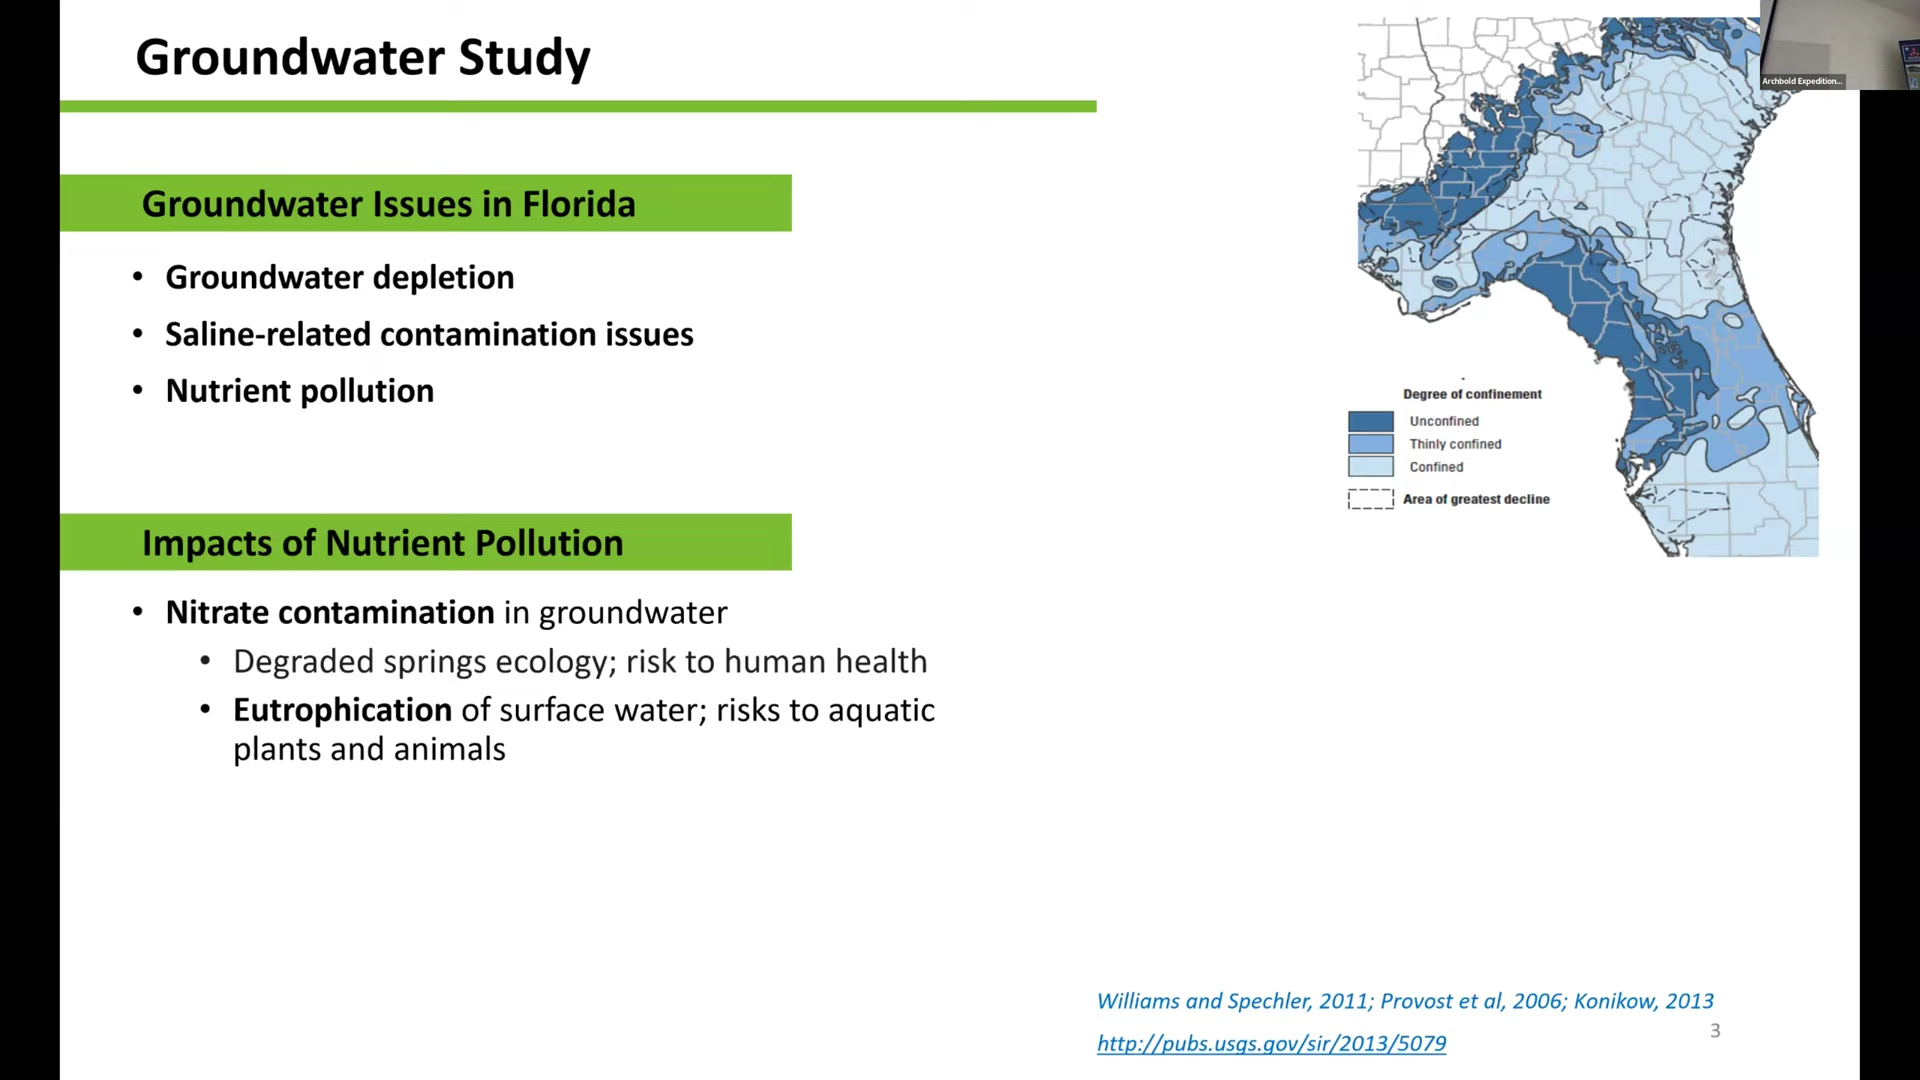 Groundwater Study
Archbold Expedition...
Groundwater Issues in Florida
• Groundwater depletion
• Saline-related contamination issues
• Nutrient pollution
Degree of confinement
Unconfined
Thinly confined
Confined
Area of greatest decline
Impacts of Nutrient Pollution
• Nitrate contamination in groundwater
• Degraded springs ecology; risk to human health
• Eutrophication of surface water; risks to aquatic
plants and animals
Williams and Spechler, 2011; Provost et al, 2006; Konikow, 2013
3
http://pubs.usgs.gov/sir/2013/5079